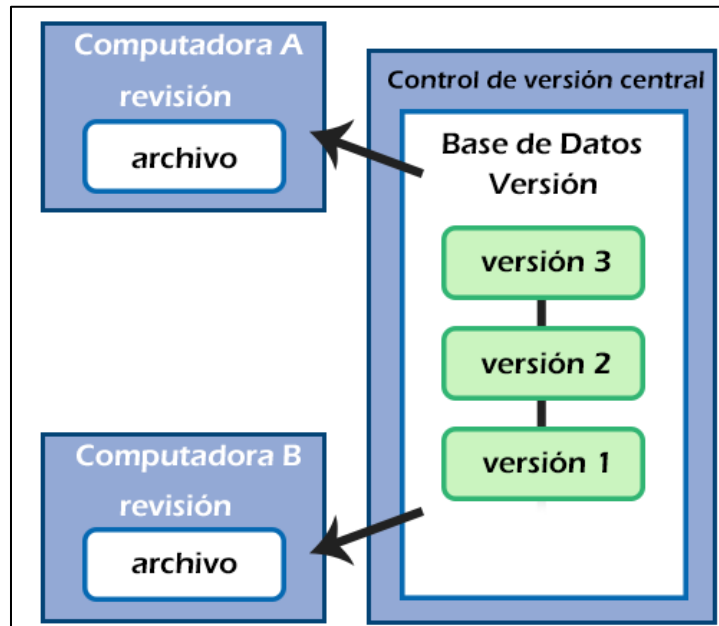 Computadora A
revisión
archivo
Control de versión central
Base de Datos
Versión
versión 3
versión 2
versión 1
Computadora B
revisión
archivo